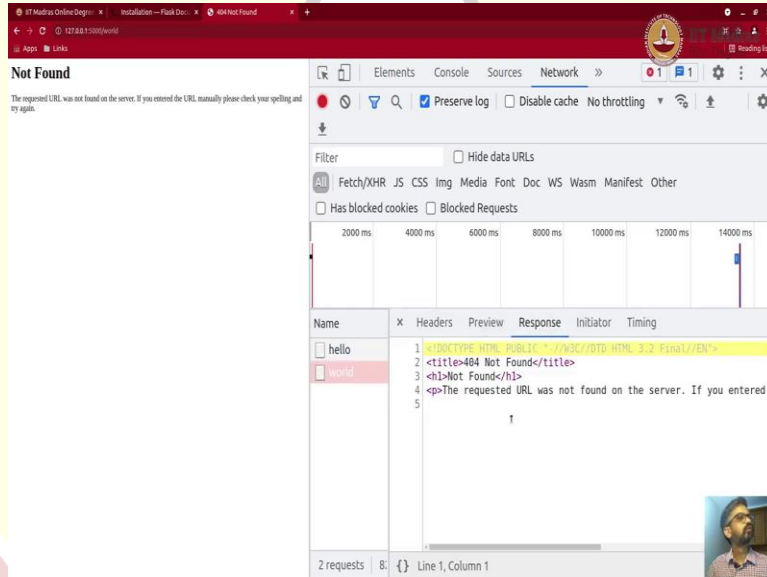 IIT Madras Online Degree x Installation — Flask Docu x 404 Not Found x +
127.0.0.1:5000/world
Apps Links Reading lis
Not Found
The requested URL was not found on the server. If you entered the URL manually please check your spelling and
try again.
Elements Console Sources Network » 1 1
Preserve log Disable cache No throttling
Filter Hide data URLs
All Fetch/XHR JS CSS Img Media Font Doc WS Wasm Manifest Other
Has blocked cookies Blocked Requests
2000 ms 4000 ms 6000 ms 8000 ms 10000 ms 12000 ms 14000 ms
Name x Headers Preview Response Initiator Timing
hello
world
1 <!DOCTYPE HTML PUBLIC "-//W3C//DTD HTML 3.2 Final//EN">
2 <title>404 Not Found</title>
3 <h1>Not Found</h1>
4 <p>The requested URL was not found on the server. If you entered
5
2 requests 8 {} Line 1, Column 1